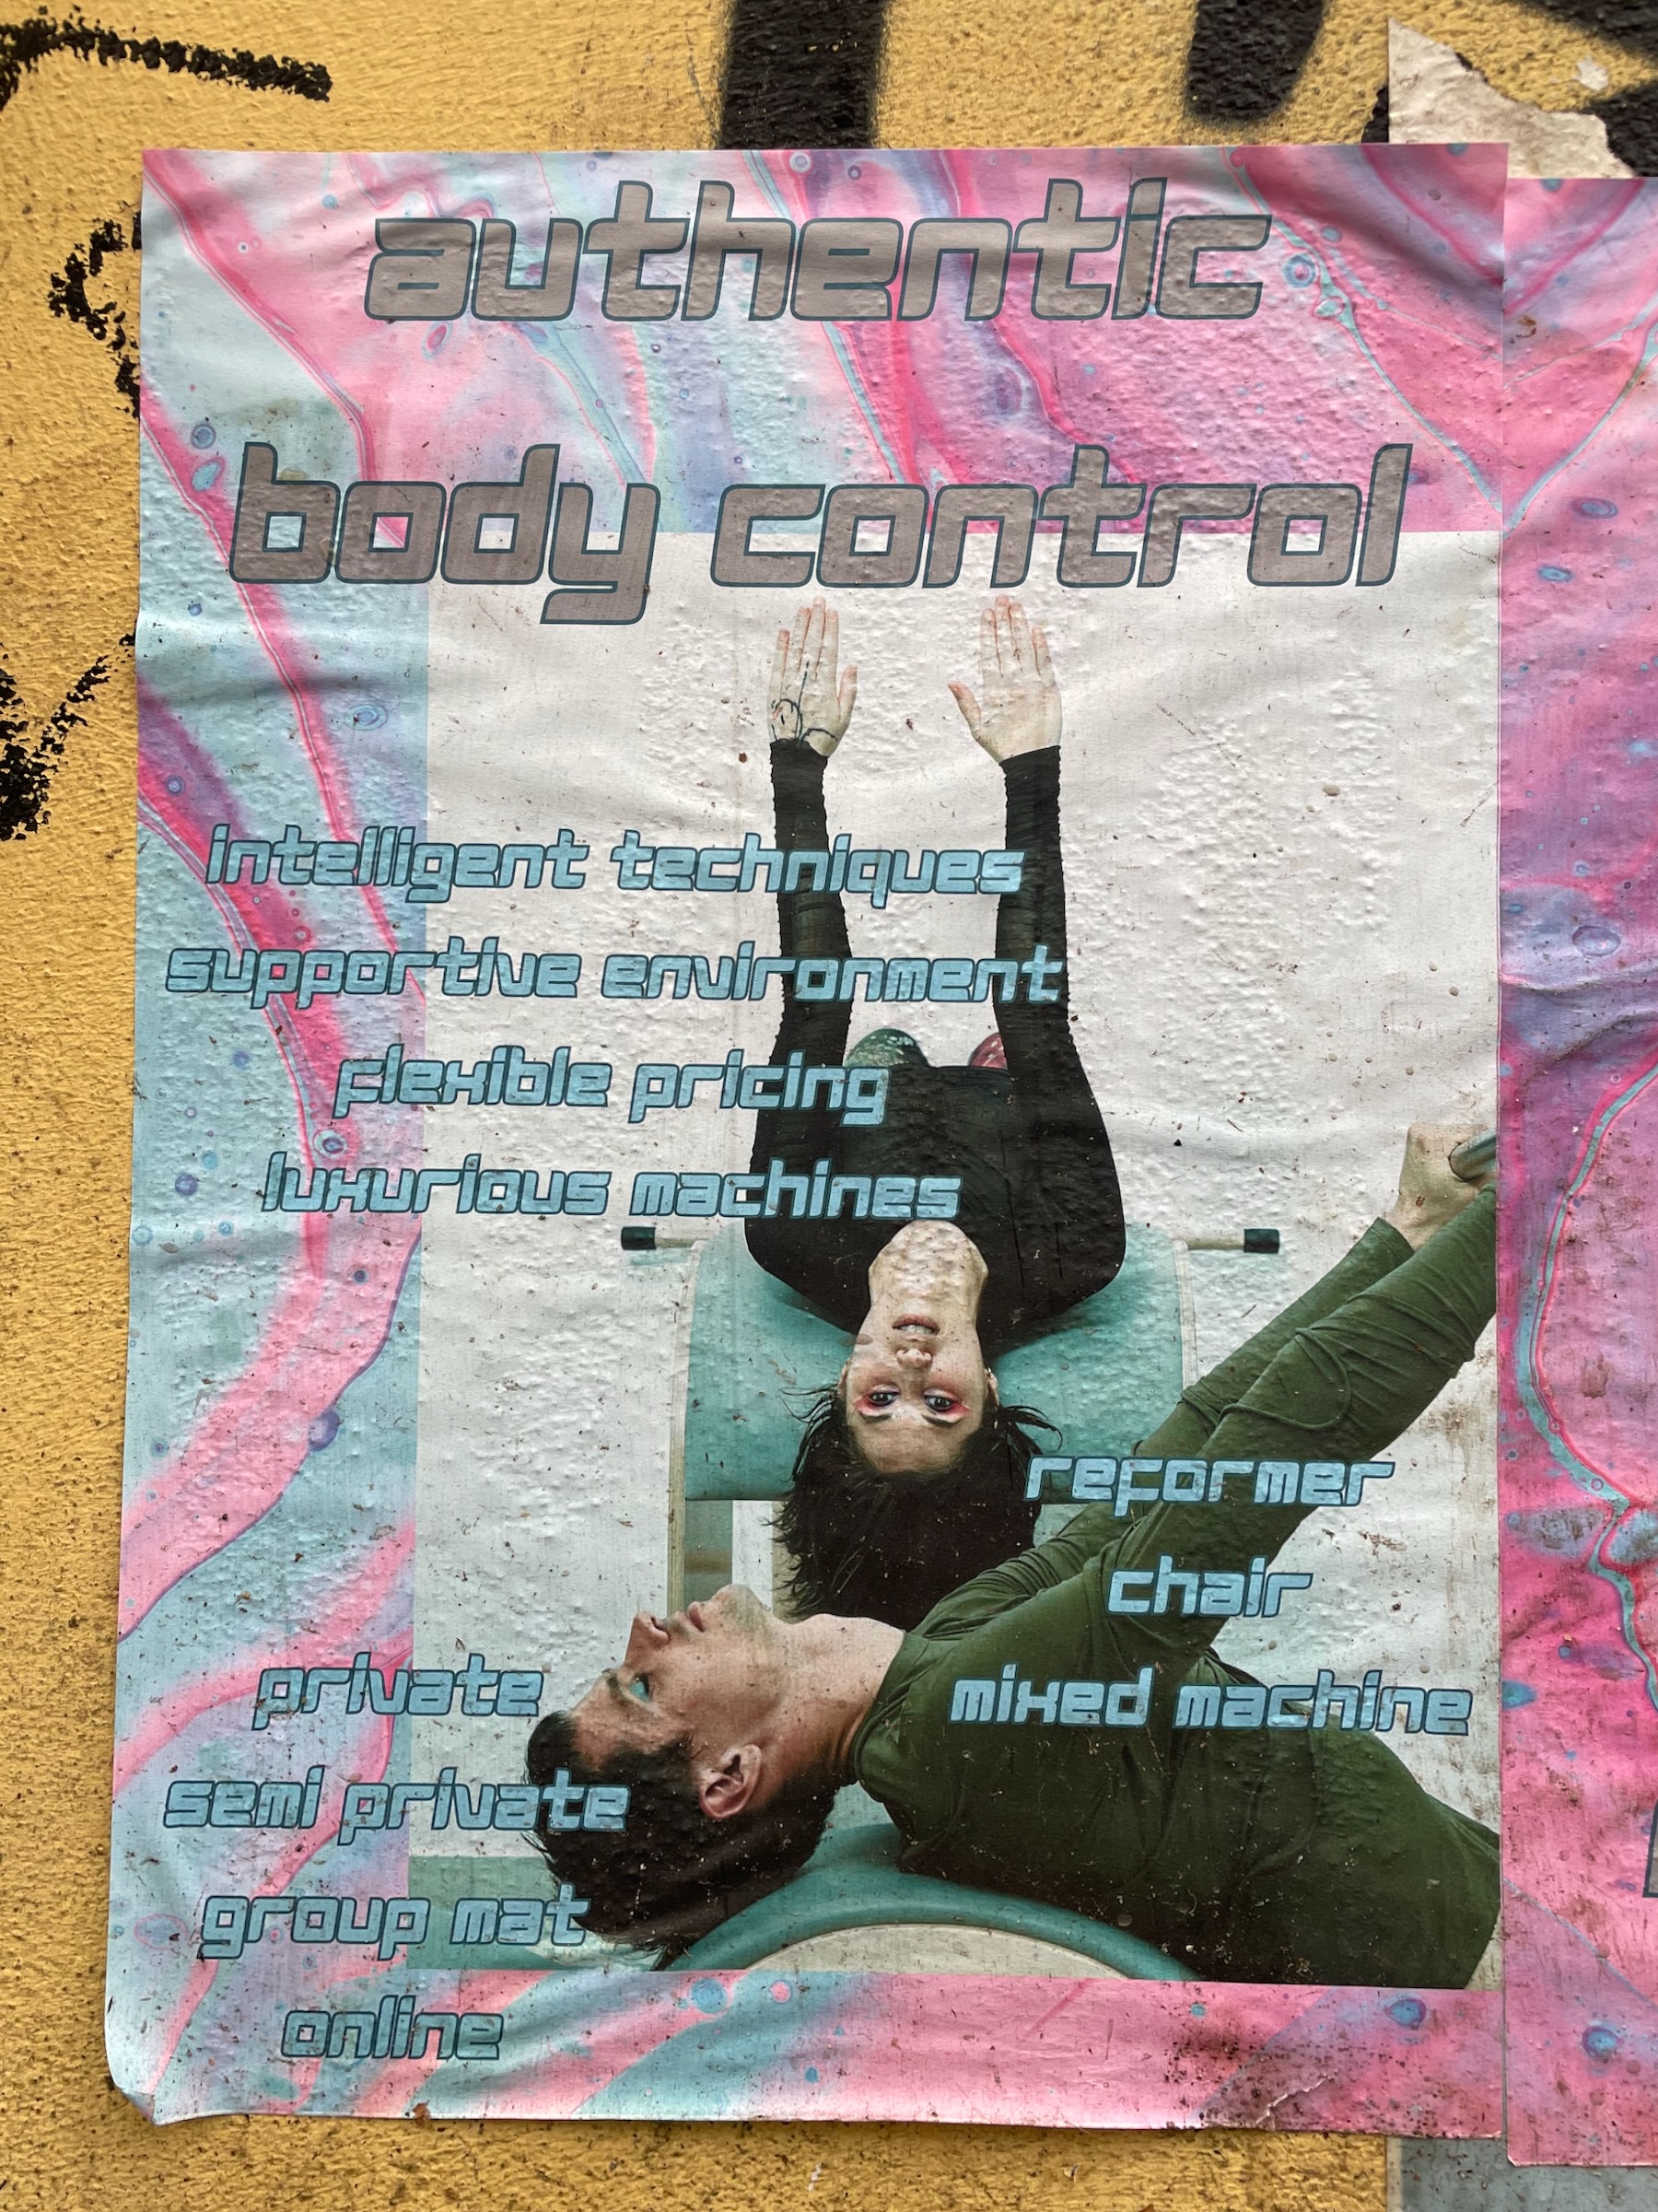 authentic
body control
intelligent techniques
supportive environment
flexible pricing
luxurious machines
reformer
chair
mixed machine
private
semi private
group mat
online